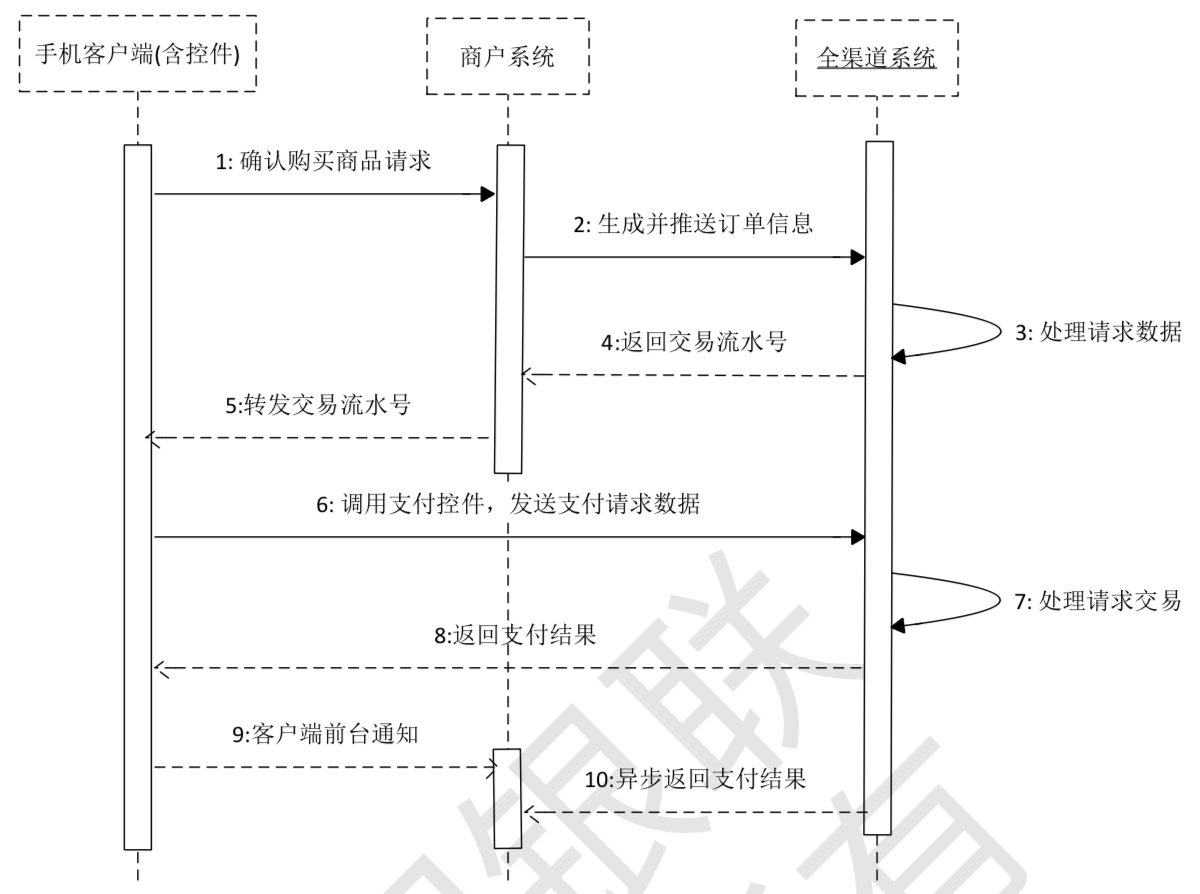 手机客户端(含控件)
商户系统
全渠道系统
1: 确认购买商品请求
2: 生成并推送订单信息
3: 处理请求数据
4:返回交易流水号
5:转发交易流水号
6: 调用支付控件，发送支付请求数据
7: 处理请求交易
8:返回支付结果
9:客户端前台通知
10:异步返回支付结果
银联
有